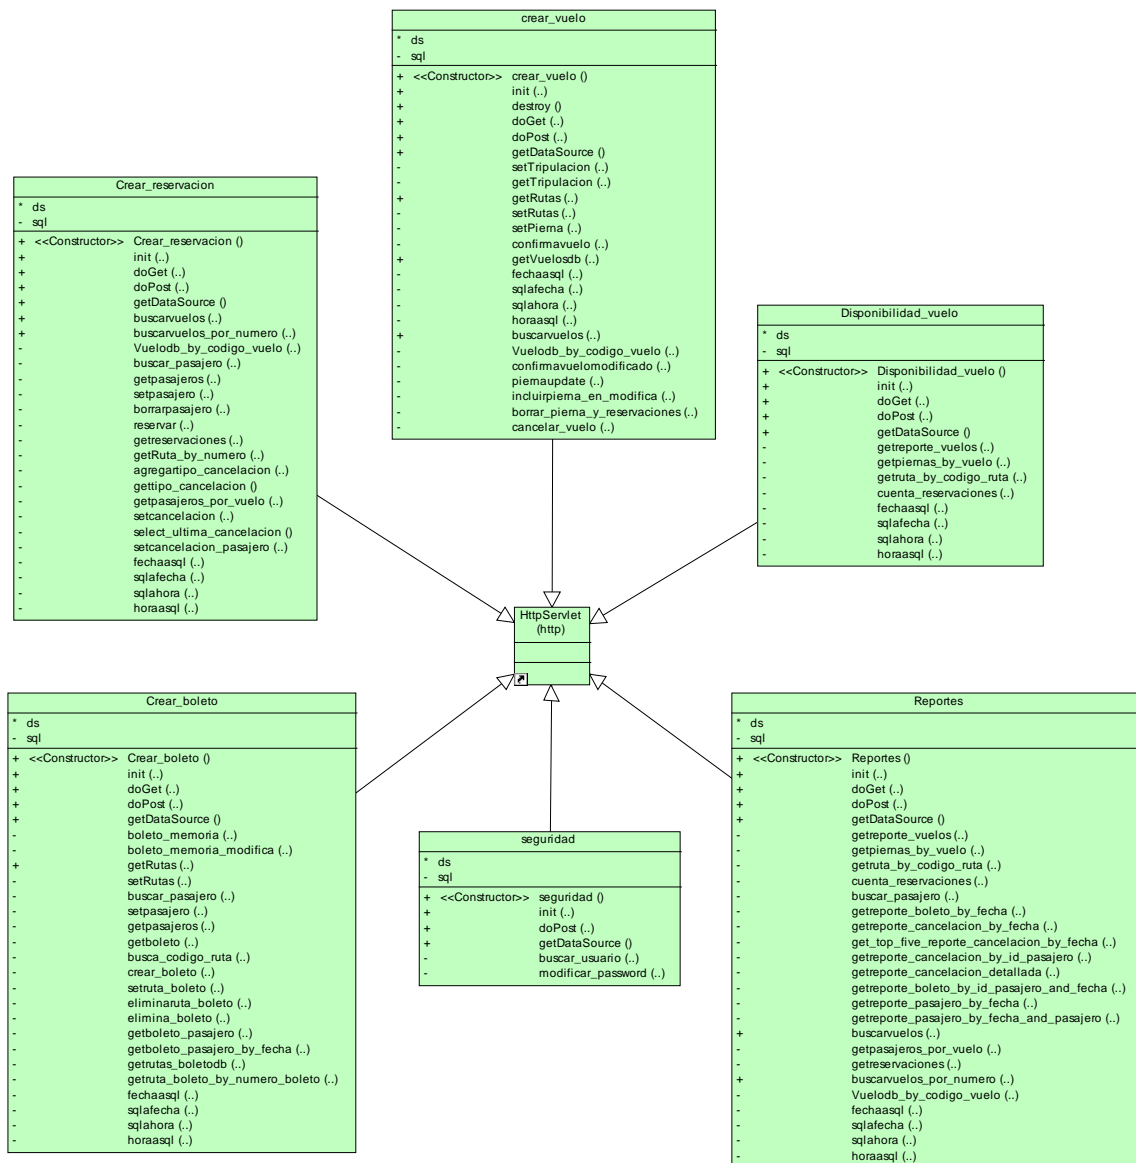 crear_vuelo
* ds
- sql
+ <<Constructor>> crear_vuelo ()
+ init (..)
+ destroy ()
+ doGet (..)
+ doPost (..)
+ getDataSource ()
- setTripulacion (..)
- getTripulacion (..)
+ getRutas (..)
- setRutas (..)
- setPierna (..)
- confirmavuelo (..)
+ getVuelosdb (..)
- fechaasql (..)
- sqlafecha (..)
- sqlahora (..)
- horaasql (..)
+ buscarvuelos (..)
- Vuelodb_by_codigo_vuelo (..)
- confirmavuelomodificado (..)
- piernaupdate (..)
- incluirpierna_en_modifica (..)
- borrar_pierna_y_reservaciones (..)
- cancelar_vuelo (..)
Crear_reservacion
* ds
- sql
+ <<Constructor>> Crear_reservacion ()
+ init (..)
+ doGet (..)
+ doPost (..)
+ getDataSource ()
+ buscarvuelos (..)
+ buscarvuelos_por_numero (..)
- Vuelodb_by_codigo_vuelo (..)
- buscar_pasajero (..)
- getpasajeros (..)
- setpasajero (..)
- borrarpasajero (..)
- reservar (..)
- getreservaciones (..)
- getRuta_by_numero (..)
- agregartipo_cancelacion (..)
- gettipo_cancelacion ()
- getpasajeros_por_vuelo (..)
- setcancelacion (..)
- select_ultima_cancelacion ()
- setcancelacion_pasajero (..)
- fechaasql (..)
- sqlafecha (..)
- sqlahora (..)
- horaasql (..)
Disponibilidad_vuelo
* ds
- sql
+ <<Constructor>> Disponibilidad_vuelo ()
+ init (..)
+ doGet (..)
+ doPost (..)
+ getDataSource ()
- getreporte_vuelos (..)
- getpiernas_by_vuelo (..)
- getruta_by_codigo_ruta (..)
- cuenta_reservaciones (..)
- fechaasql (..)
- sqlafecha (..)
- sqlahora (..)
- horaasql (..)
HttpServlet
(http)
Crear_boleto
* ds
- sql
+ <<Constructor>> Crear_boleto ()
+ init (..)
+ doGet (..)
+ doPost (..)
+ getDataSource ()
- boleto_memoria (..)
- boleto_memoria_modifica (..)
+ getRutas (..)
- setRutas (..)
- buscar_pasajero (..)
- setpasajero (..)
- getpasajeros (..)
- getboleto (..)
- busca_codigo_ruta (..)
- crear_boleto (..)
- setruta_boleto (..)
- eliminaruta_boleto (..)
- elimina_boleto (..)
- getboleto_pasajero (..)
- getboleto_pasajero_by_fecha (..)
- getrutas_boletodb (..)
- getruta_boleto_by_numero_boleto (..)
- fechaasql (..)
- sqlafecha (..)
- sqlahora (..)
- horaasql (..)
seguridad
* ds
- sql
+ <<Constructor>> seguridad ()
+ init (..)
+ doPost (..)
+ getDataSource ()
- buscar_usuario (..)
- modificar_password (..)
Reportes
* ds
- sql
+ <<Constructor>> Reportes ()
+ init (..)
+ doGet (..)
+ doPost (..)
+ getDataSource ()
- getreporte_vuelos (..)
- getpiernas_by_vuelo (..)
- getruta_by_codigo_ruta (..)
- cuenta_reservaciones (..)
- buscar_pasajero (..)
- getreporte_boleto_by_fecha (..)
- getreporte_cancelacion_by_fecha (..)
- get_top_five_reporte_cancelacion_by_fecha (..)
- getreporte_cancelacion_by_id_pasajero (..)
- getreporte_cancelacion_detallada (..)
- getreporte_boleto_by_id_pasajero_and_fecha (..)
- getreporte_pasajero_by_fecha (..)
- getreporte_pasajero_by_fecha_and_pasajero (..)
+ buscarvuelos (..)
- getpasajeros_por_vuelo (..)
- getreservaciones (..)
+ buscarvuelos_por_numero (..)
- Vuelodb_by_codigo_vuelo (..)
- fechaasql (..)
- sqlafecha (..)
- sqlahora (..)
- horaasql (..)